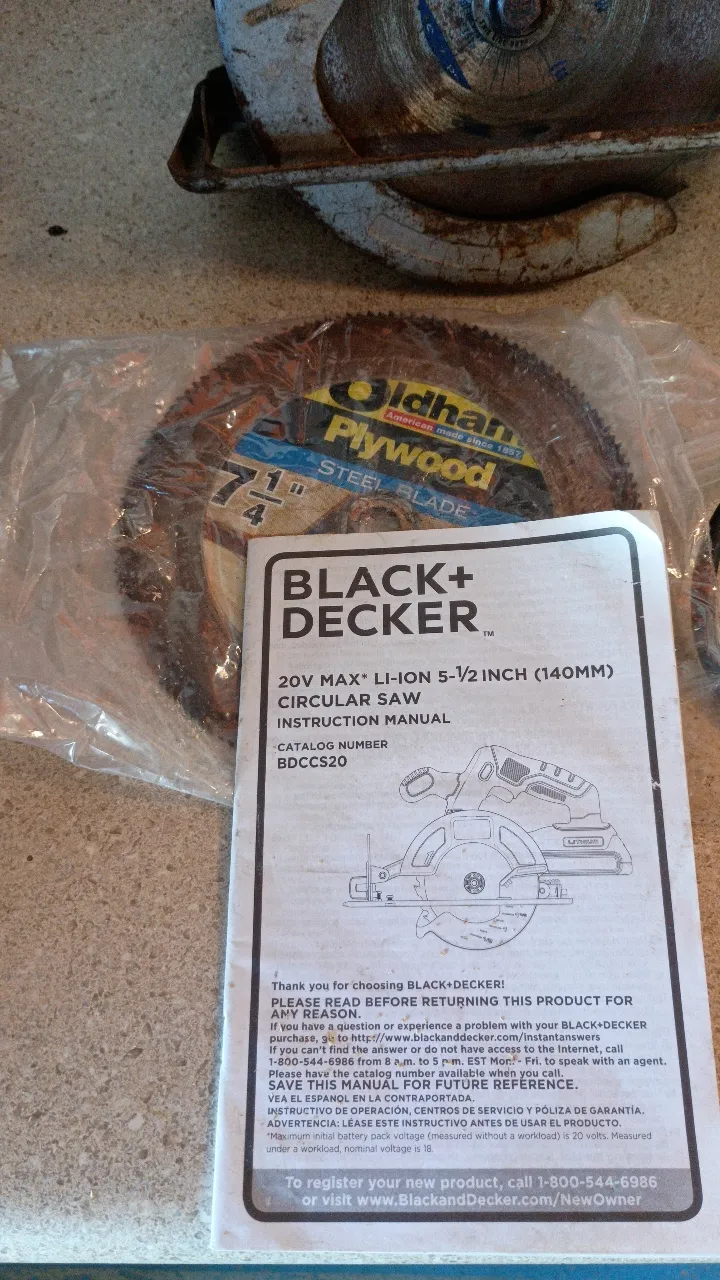 Oldham
American made since 1857
Plywood
STEEL BLADE
7 1/4"
BLACK+
DECKER™
20V MAX* LI-ION 5-1/2 INCH (140MM)
CIRCULAR SAW
INSTRUCTION MANUAL
CATALOG NUMBER
BDCCS20
LITHIUM
Thank you for choosing BLACK+DECKER!
PLEASE READ BEFORE RETURNING THIS PRODUCT FOR
ANY REASON.
If you have a question or experience a problem with your BLACK+DECKER
purchase, go to http://www.blackanddecker.com/instantanswers
If you can't find the answer or do not have access to the Internet, call
1-800-544-6986 from 8 a.m. to 5 p.m. EST Mon. - Fri. to speak with an agent.
Please have the catalog number available when you call.
SAVE THIS MANUAL FOR FUTURE REFERENCE.
VEA EL ESPANOL EN LA CONTRAPORTADA.
INSTRUCTIVO DE OPERACIÓN, CENTROS DE SERVICIO Y PÓLIZA DE GARANTÍA.
ADVERTENCIA: LÉASE ESTE INSTRUCTIVO ANTES DE USAR EL PRODUCTO.
*Maximum initial battery pack voltage (measured without a workload) is 20 volts. Measured
under a workload, nominal voltage is 18.
To register your new product, call 1-800-544-6986
or visit www.BlackandDecker.com/NewOwner